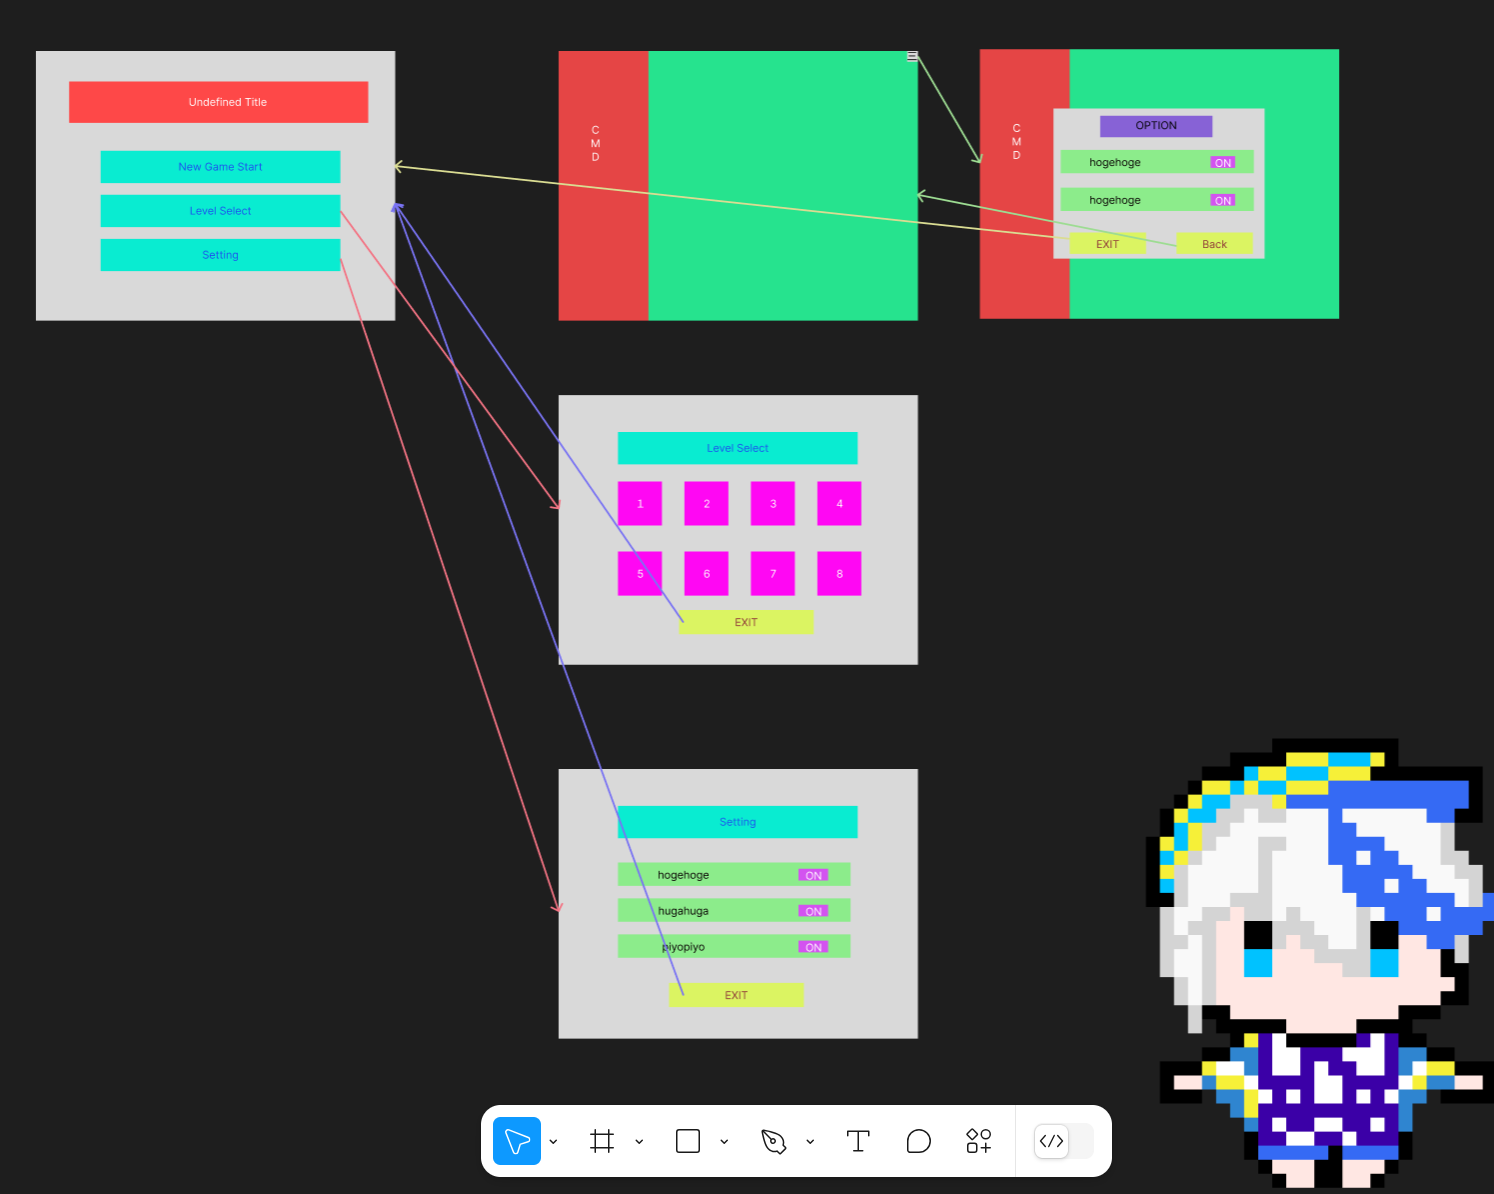 Undefined Title
New Game Start
Level Select
Setting
C
M
D
C
M
D
OPTION
hogehoge ON
hogehoge ON
EXIT Back
Level Select
1 2 3 4
5 6 7 8
EXIT
Setting
hogehoge ON
hugahuga ON
piyopiyo ON
EXIT